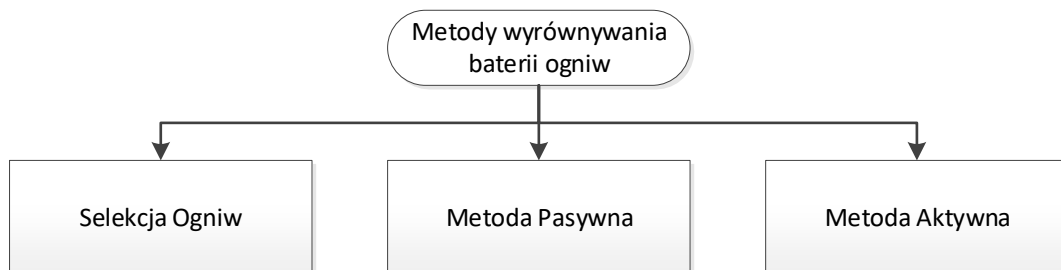 Metody wyrównywania
baterii ogniw
Selekcja Ogniw
Metoda Pasywna
Metoda Aktywna